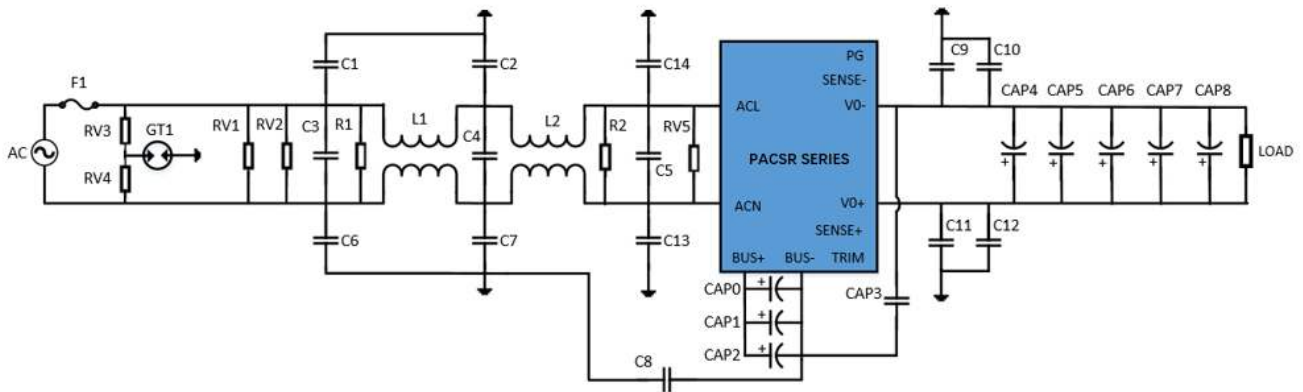 PG
C1
C2
C14
C9
C10
SENSE-
F1
CAP4
CAP5
CAP6
CAP7
CAP8
ACL
V0-
RV3
GT1
RV1
RV2
C3
R1
L1
C4
L2
R2
RV5
AC
PACSR SERIES
LOAD
RV4
C5
ACN
V0+
C6
C7
C13
SENSE+
C11
C12
BUS+
BUS-
TRIM
CAP0
+
CAP3
CAP1
+
CAP2
+
C8
+
+
+
+
+